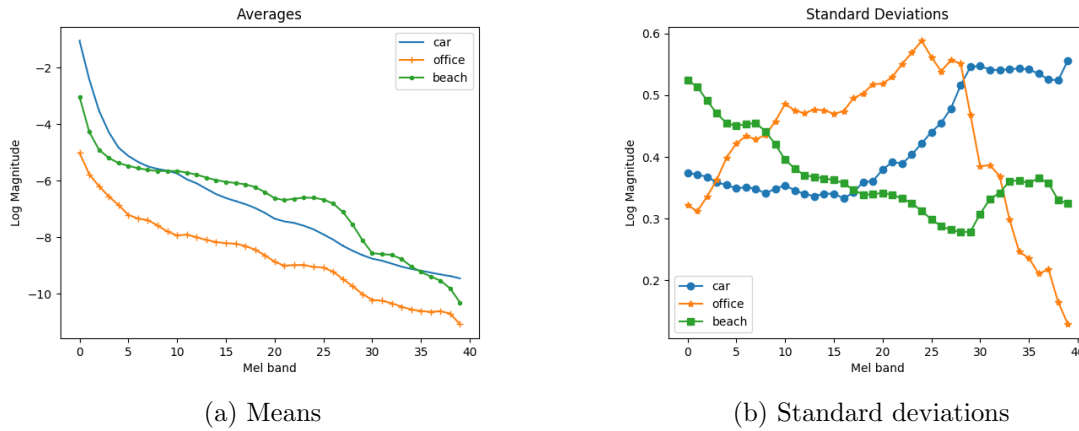 Averages
car
office
beach
Log Magnitude
−2
−4
−6
−8
−10
0 5 10 15 20 25 30 35 40
Mel band
(a) Means
Standard Deviations
Log Magnitude
0.6
0.5
0.4
0.3
0.2
car
office
beach
0 5 10 15 20 25 30 35 40
Mel band
(b) Standard deviations